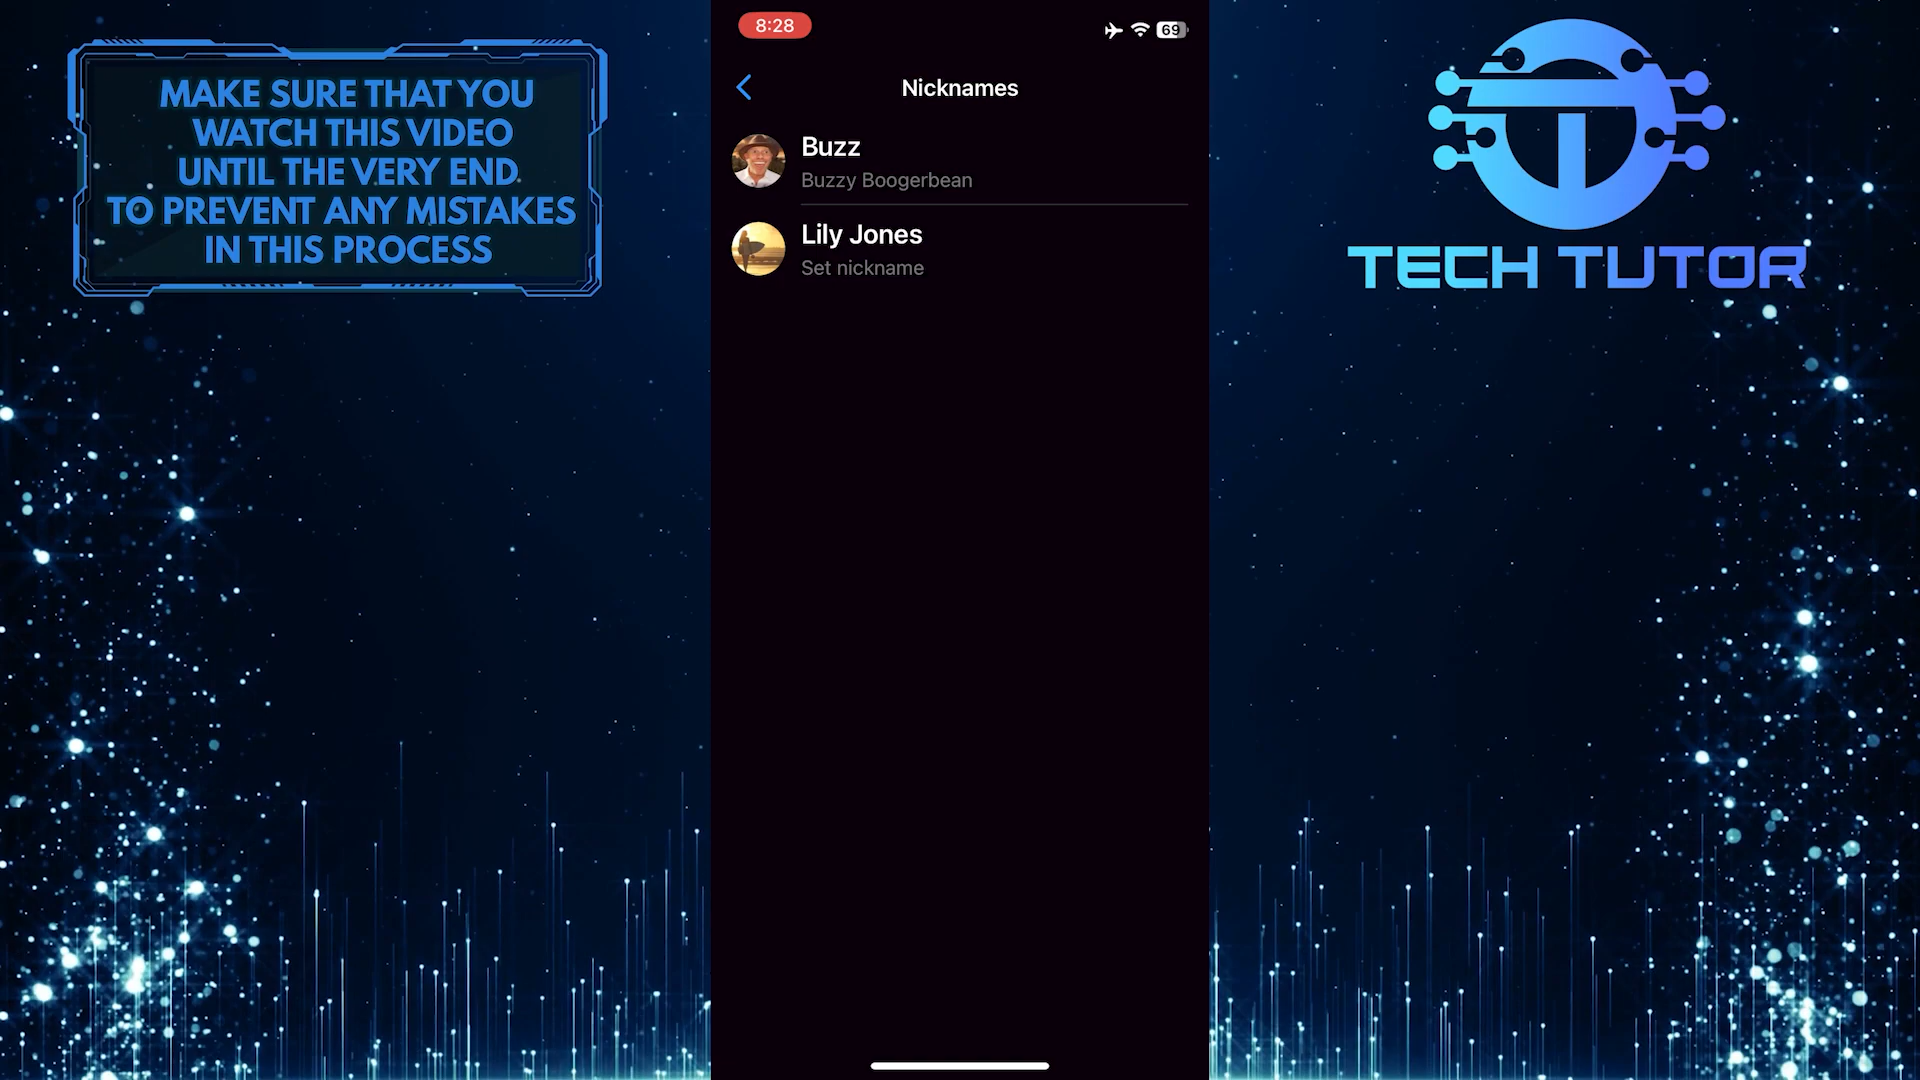 MAKE SURE THAT YOU
WATCH THIS VIDEO
UNTIL THE VERY END
TO PREVENT ANY MISTAKES
IN THIS PROCESS
8:28
69
Nicknames
Buzz
Buzzy Boogerbean
Lily Jones
Set nickname
TECH TUTOR